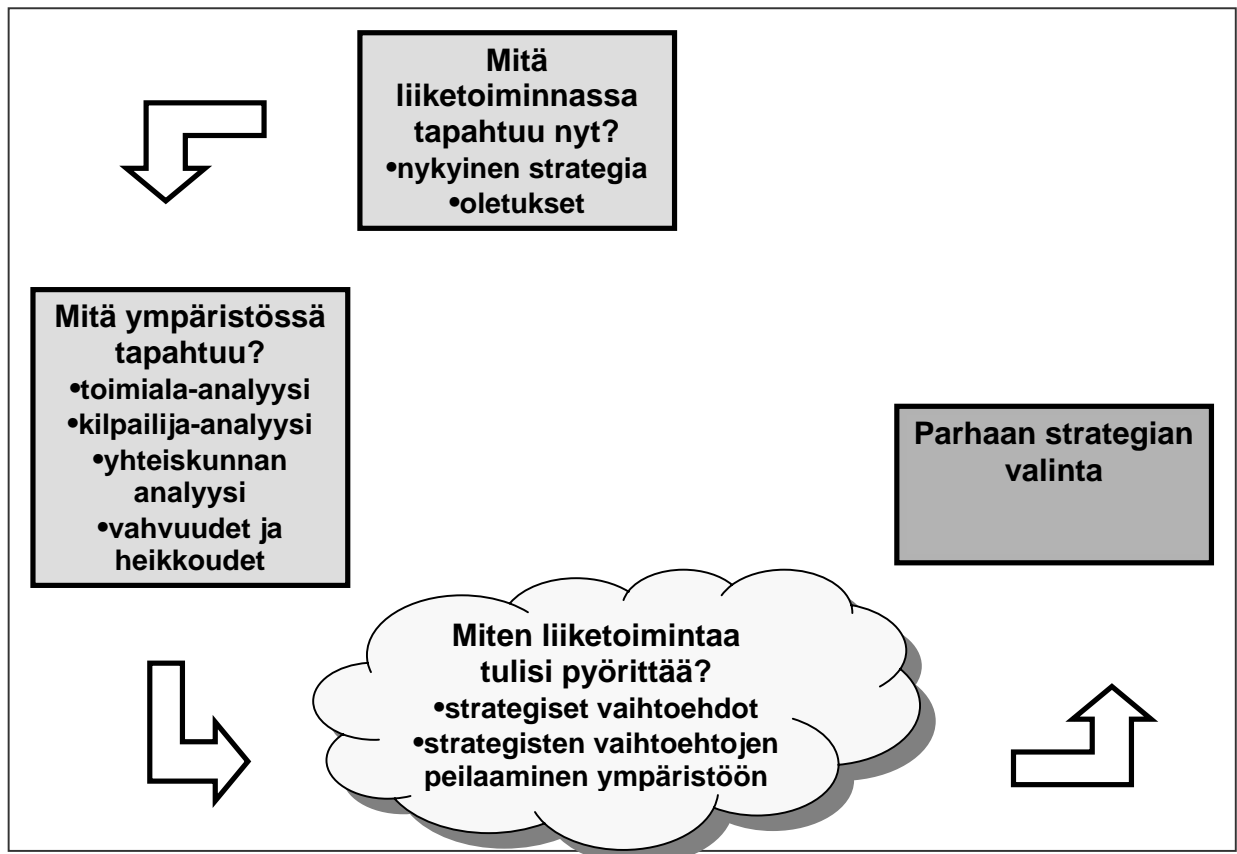 Mitä
liiketoiminnassa
tapahtuu nyt?
•nykyinen strategia
•oletukset
Mitä ympäristössä
tapahtuu?
•toimiala-analyysi
•kilpailija-analyysi
•yhteiskunnan
analyysi
•vahvuudet ja
heikkoudet
Miten liiketoimintaa
tulisi pyörittää?
•strategiset vaihtoehdot
•strategisten vaihtoehtojen
peilaaminen ympäristöön
Parhaan strategian
valinta